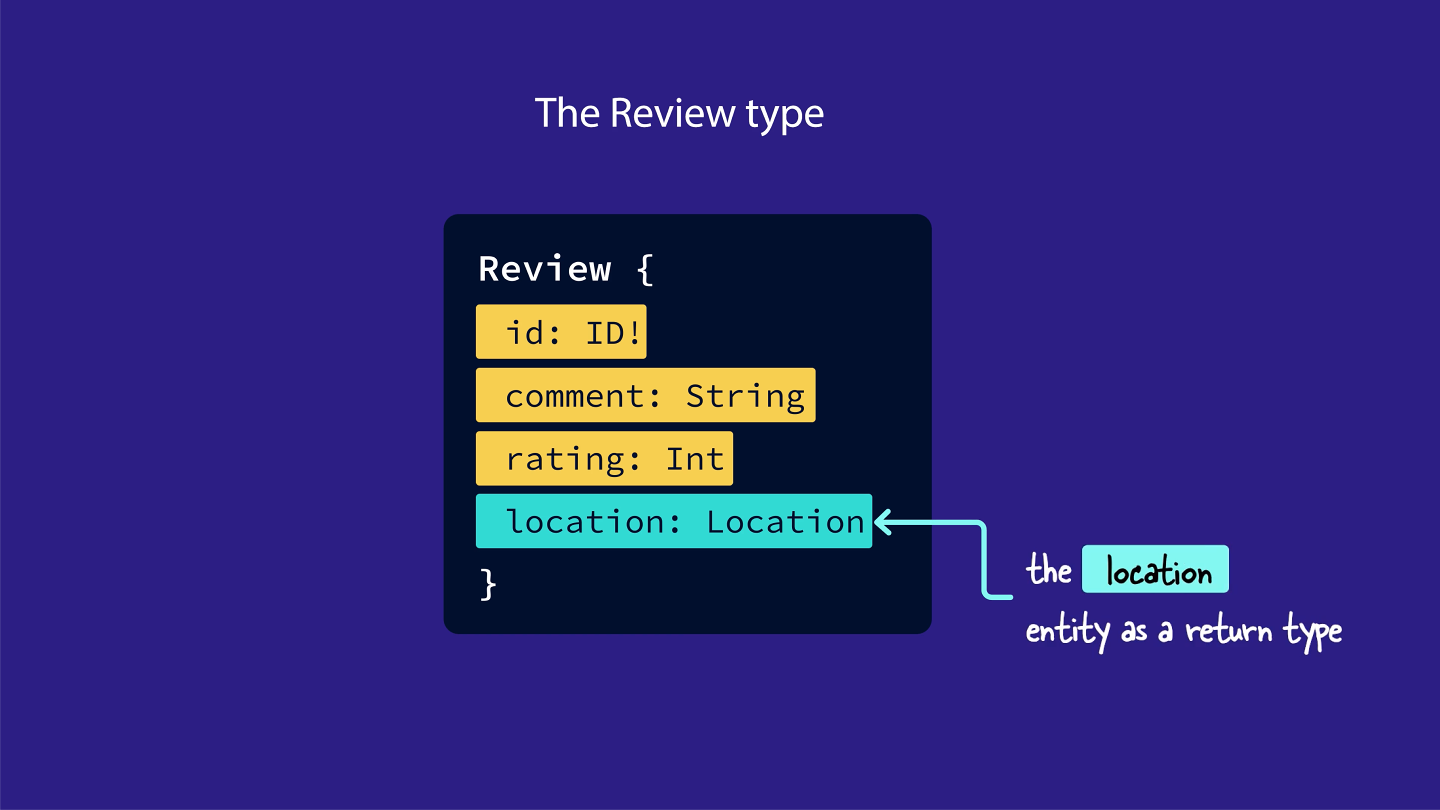 The Review type
Review {
id: ID!
comment: String
rating: Int
location: Location
}
the location
entity as a return type